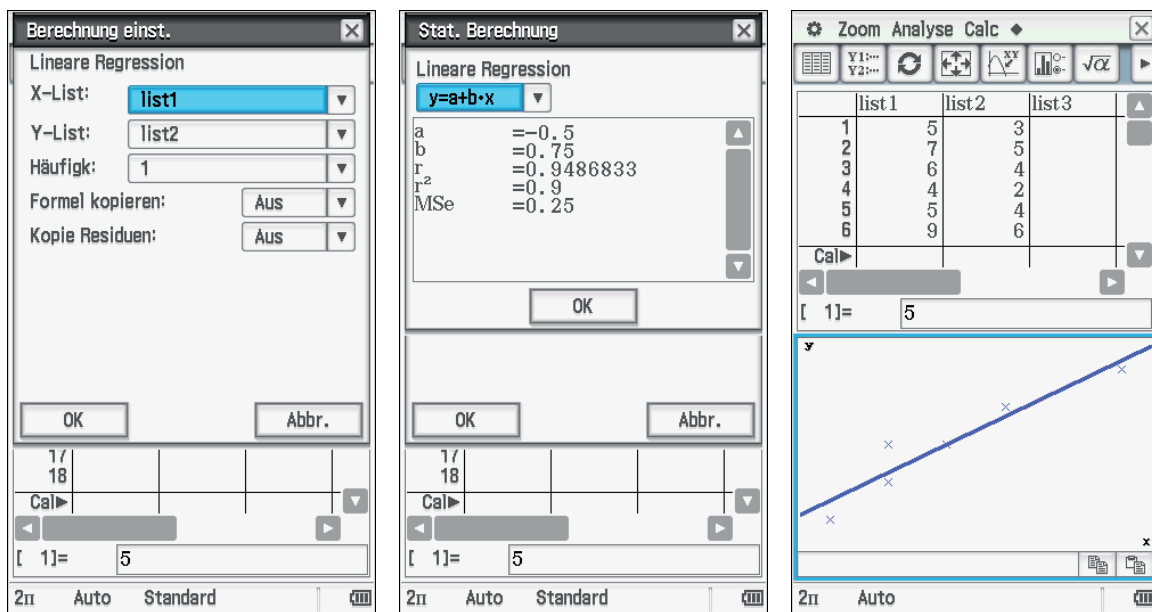 Berechnung einst.
Lineare Regression
X-List: list1
Y-List: list2
Häufigk: 1
Formel kopieren: Aus
Kopie Residuen: Aus
OK Abbr.
17
18
Cal▶
[ 1]= 5
2π Auto Standard
Stat. Berechnung
Lineare Regression
y=a+b•x
a =-0.5
b =0.75
r =0.9486833
r² =0.9
MSe =0.25
OK
OK Abbr.
17
18
Cal▶
[ 1]= 5
2π Auto Standard
Zoom Analyse Calc ◆
Y1:··· Y2:··· XY √α
list1 list2 list3
1 5 3
2 7 5
3 6 4
4 4 2
5 5 4
6 9 6
Cal▶
[ 1]= 5
y
x
2π Auto